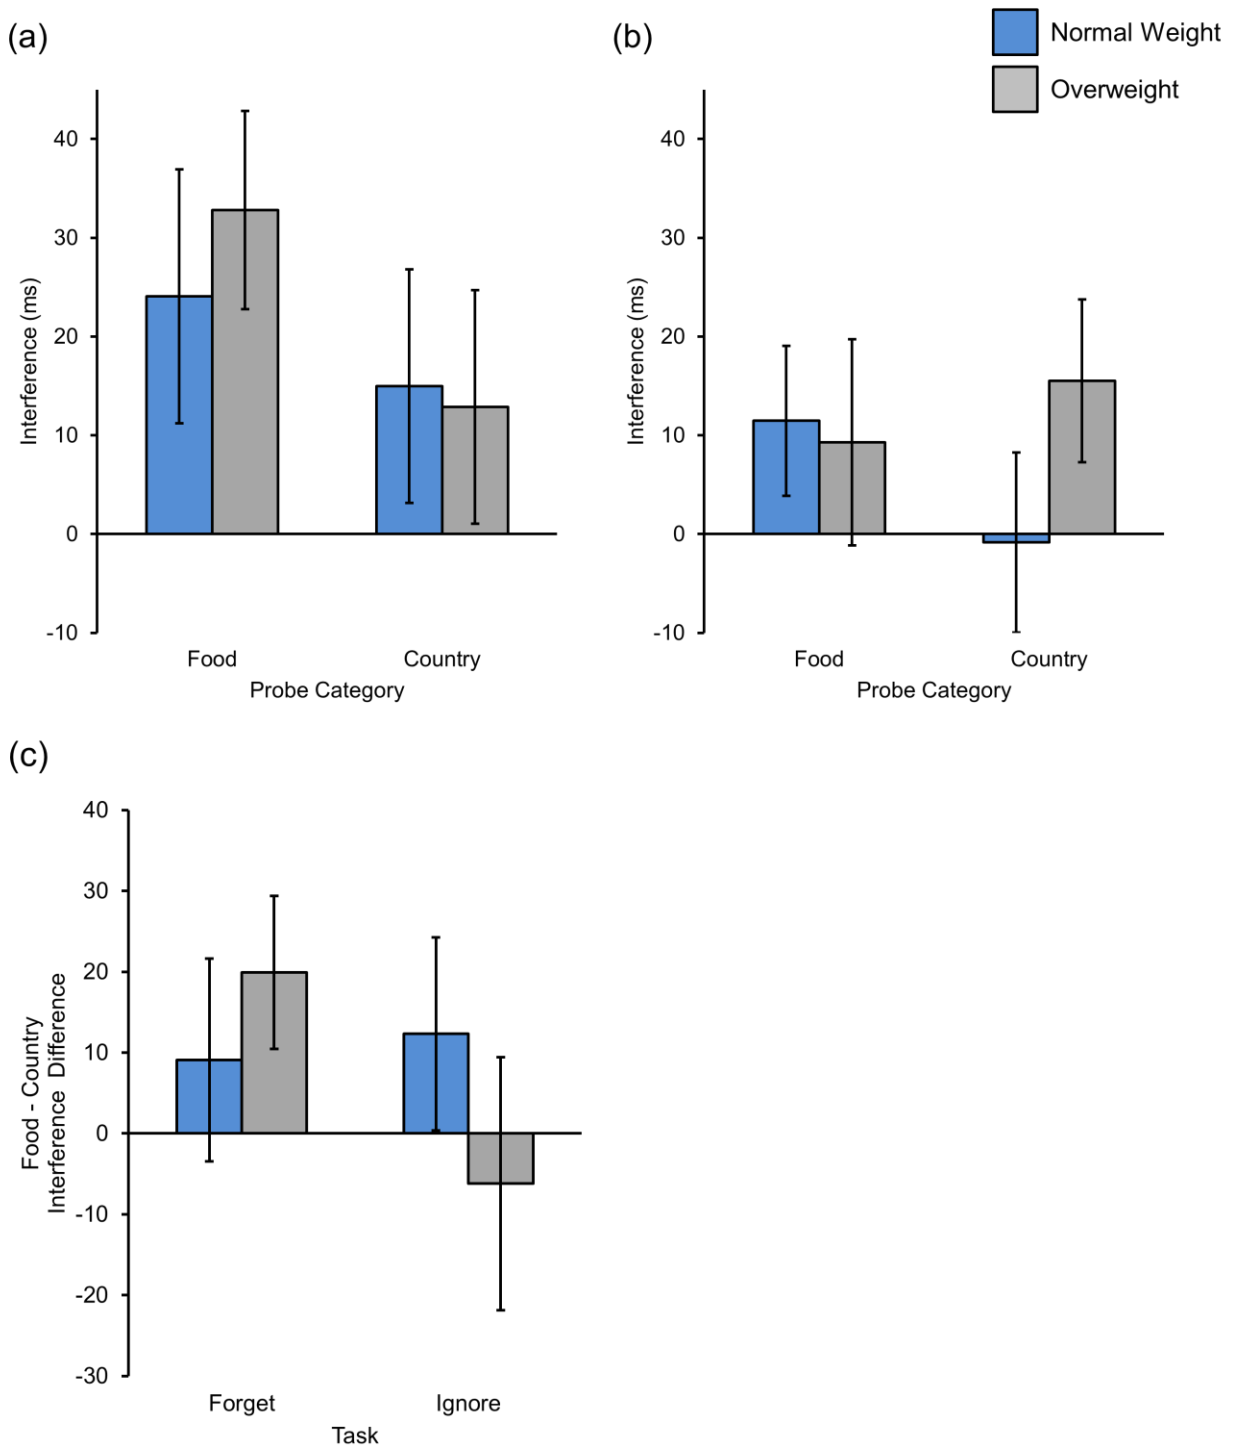 (a)
40
30
20
10
0
-10
Interference (ms)
Food
Country
Probe Category
(b)
Normal Weight
Overweight
40
30
20
10
0
-10
Interference (ms)
Food
Country
Probe Category
(c)
40
30
20
10
0
-10
-20
-30
Food - Country
Interference Difference
Forget
Ignore
Task